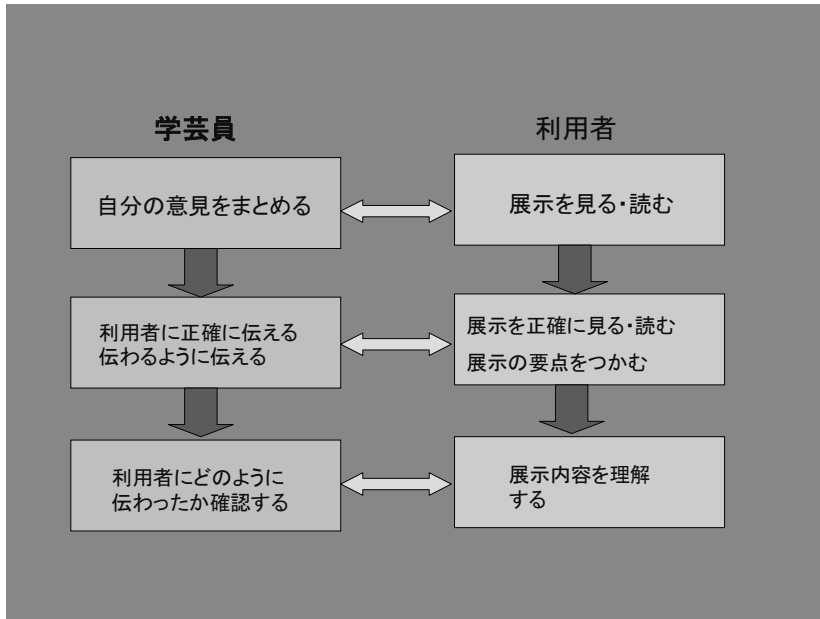 学芸員
自分の意見をまとめる
利用者に正確に伝える
伝わるように伝える
利用者にどのように
伝わったか確認する
利用者
展示を見る・読む
展示を正確に見る・読む
展示の要点をつかむ
展示内容を理解
する